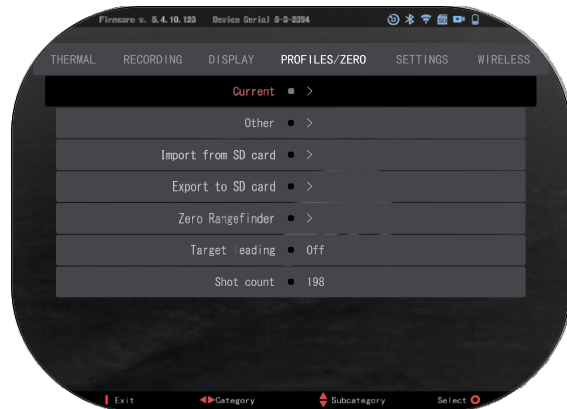 Firmware v. 5.4.10.123 Device Serial 5-3-2354
THERMAL RECORDING DISPLAY PROFILES/ZERO SETTINGS WIRELESS
Current >
Other >
Import from SD card >
Export to SD card >
Zero Rangefinder >
Target leading Off
Shot count 198
Exit Category Subcategory Select